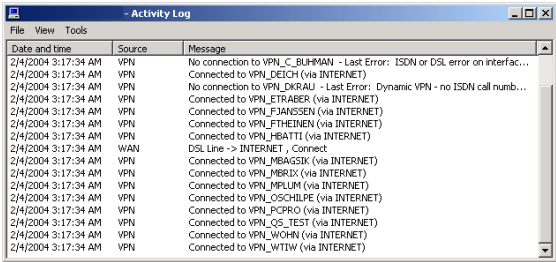 - Activity Log
File View Tools
Date and time Source Message
2/4/2004 3:17:34 AM VPN No connection to VPN_C_BUHMAN - Last Error: ISDN or DSL error on interfac...
2/4/2004 3:17:34 AM VPN Connected to VPN_DEICH (via INTERNET)
2/4/2004 3:17:34 AM VPN No connection to VPN_DKRAU - Last Error: Dynamic VPN - no ISDN call numb...
2/4/2004 3:17:34 AM VPN Connected to VPN_ETRABER (via INTERNET)
2/4/2004 3:17:34 AM VPN Connected to VPN_FJANSSEN (via INTERNET)
2/4/2004 3:17:34 AM VPN Connected to VPN_FTHEINEN (via INTERNET)
2/4/2004 3:17:34 AM VPN Connected to VPN_HBATTI (via INTERNET)
2/4/2004 3:17:34 AM WAN DSL Line -> INTERNET , Connect
2/4/2004 3:17:34 AM VPN Connected to VPN_MBAGSIK (via INTERNET)
2/4/2004 3:17:34 AM VPN Connected to VPN_MBRIX (via INTERNET)
2/4/2004 3:17:34 AM VPN Connected to VPN_MPLUM (via INTERNET)
2/4/2004 3:17:34 AM VPN Connected to VPN_OSCHILPE (via INTERNET)
2/4/2004 3:17:34 AM VPN Connected to VPN_PCPRO (via INTERNET)
2/4/2004 3:17:34 AM VPN Connected to VPN_QS_TEST (via INTERNET)
2/4/2004 3:17:34 AM VPN Connected to VPN_WOHN (via INTERNET)
2/4/2004 3:17:34 AM VPN Connected to VPN_WTIW (via INTERNET)